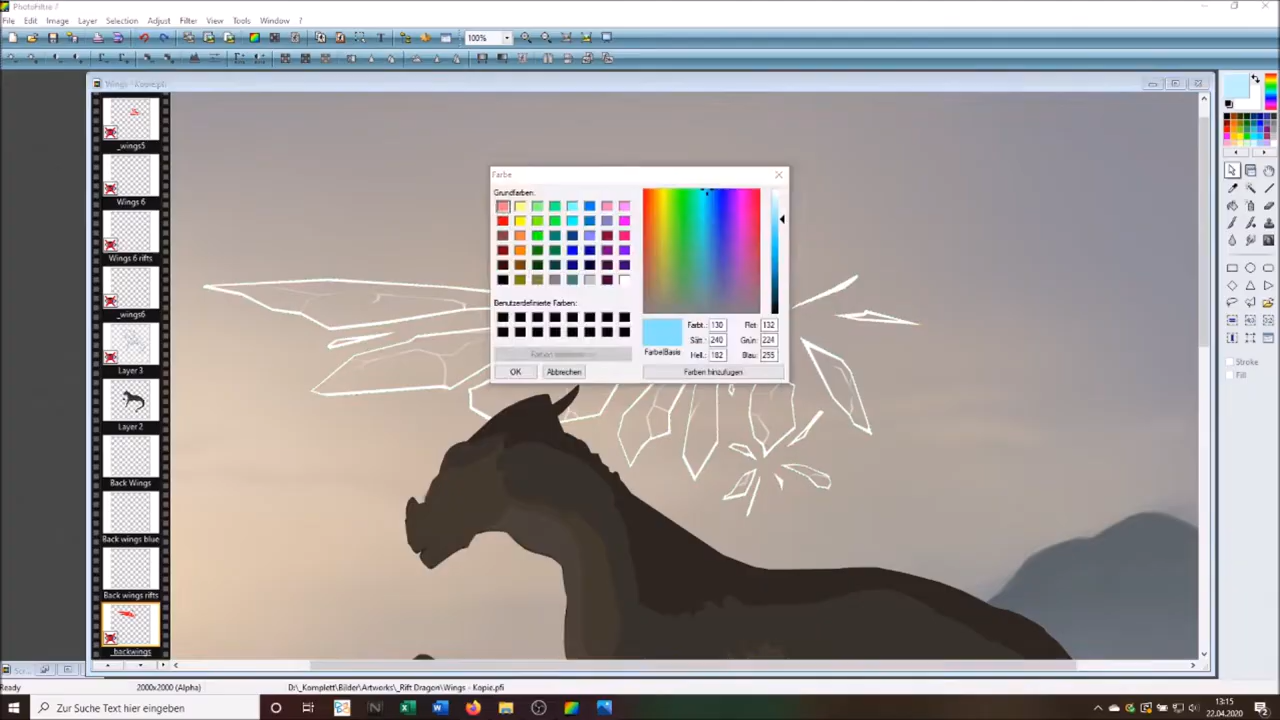 PhotoFiltre 7
File Edit Image Layer Selection Adjust Filter View Tools Window ?
100%
Wings - Kopie.pfi
_wings5
Wings 6
Wings 6 rifts
_wings6
Layer 3
Layer 2
Back Wings
Back wings blue
Back wings rifts
_backwings
Farbe
Grundfarben:
Benutzerdefinierte Farben:
Farbt.: 130 Rot: 132
Sätt.: 240 Grün: 224
Hell.: 182 Blau: 255
Farbe|Basis
OK Abbrechen Farben hinzufügen
Stroke
Fill
Ready 2000x2000 (Alpha) D:\_Komplett\Bilder\Artworks\_Rift Dragon\Wings - Kopie.pfi
Zur Suche Text hier eingeben
13:15
22.04.2020